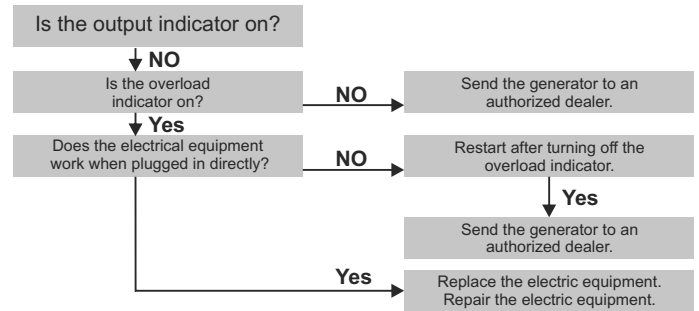 Is the output indicator on?
NO
Is the overload
indicator on?
NO
Send the generator to an
authorized dealer.
Yes
Does the electrical equipment
work when plugged in directly?
NO
Restart after turning off the
overload indicator.
Yes
Send the generator to an
authorized dealer.
Yes
Replace the electric equipment.
Repair the electric equipment.